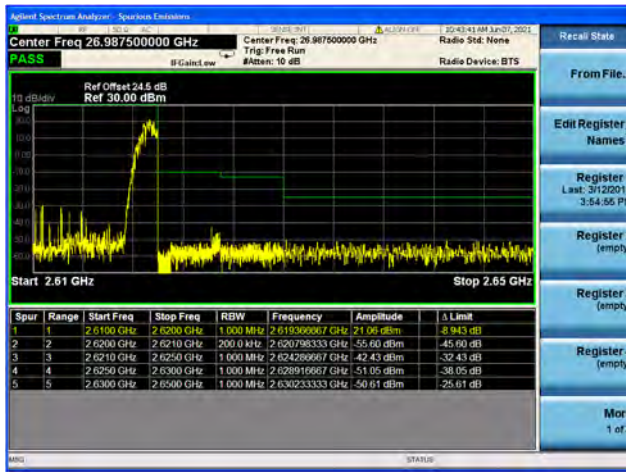 Agilent Spectrum Analyzer - Spurious Emissions
RF 50 Ω AC SENSE:INT ALIGN OFF 10:43:41 AM Jun 07, 2021
Center Freq 26.987500000 GHz
Center Freq: 26.987500000 GHz
Radio Std: None
Trig: Free Run
PASS
IFGain:Low
#Atten: 10 dB
Radio Device: BTS
Ref Offset 24.5 dB
10 dB/div Ref 30.00 dBm
Log
Start 2.61 GHz
Stop 2.65 GHz
Spur Range Start Freq Stop Freq RBW Frequency Amplitude Δ Limit
1 1 2.6100 GHz 2.6200 GHz 1.000 MHz 2.619366667 GHz 21.06 dBm -8.943 dB
2 2 2.6200 GHz 2.6210 GHz 200.0 kHz 2.620798333 GHz -55.60 dBm -45.60 dB
3 3 2.6210 GHz 2.6250 GHz 1.000 MHz 2.624286667 GHz -42.43 dBm -32.43 dB
4 4 2.6250 GHz 2.6300 GHz 1.000 MHz 2.628916667 GHz -51.05 dBm -38.05 dB
5 5 2.6300 GHz 2.6500 GHz 1.000 MHz 2.630233333 GHz -50.61 dBm -25.61 dB
MSG
STATUS
Recall State
From File.
Edit Register
Names
Register
Last: 3/12/201
3:54:55 P
Register
(empty
Register
(empty
Register
(empty
Mor
1 of